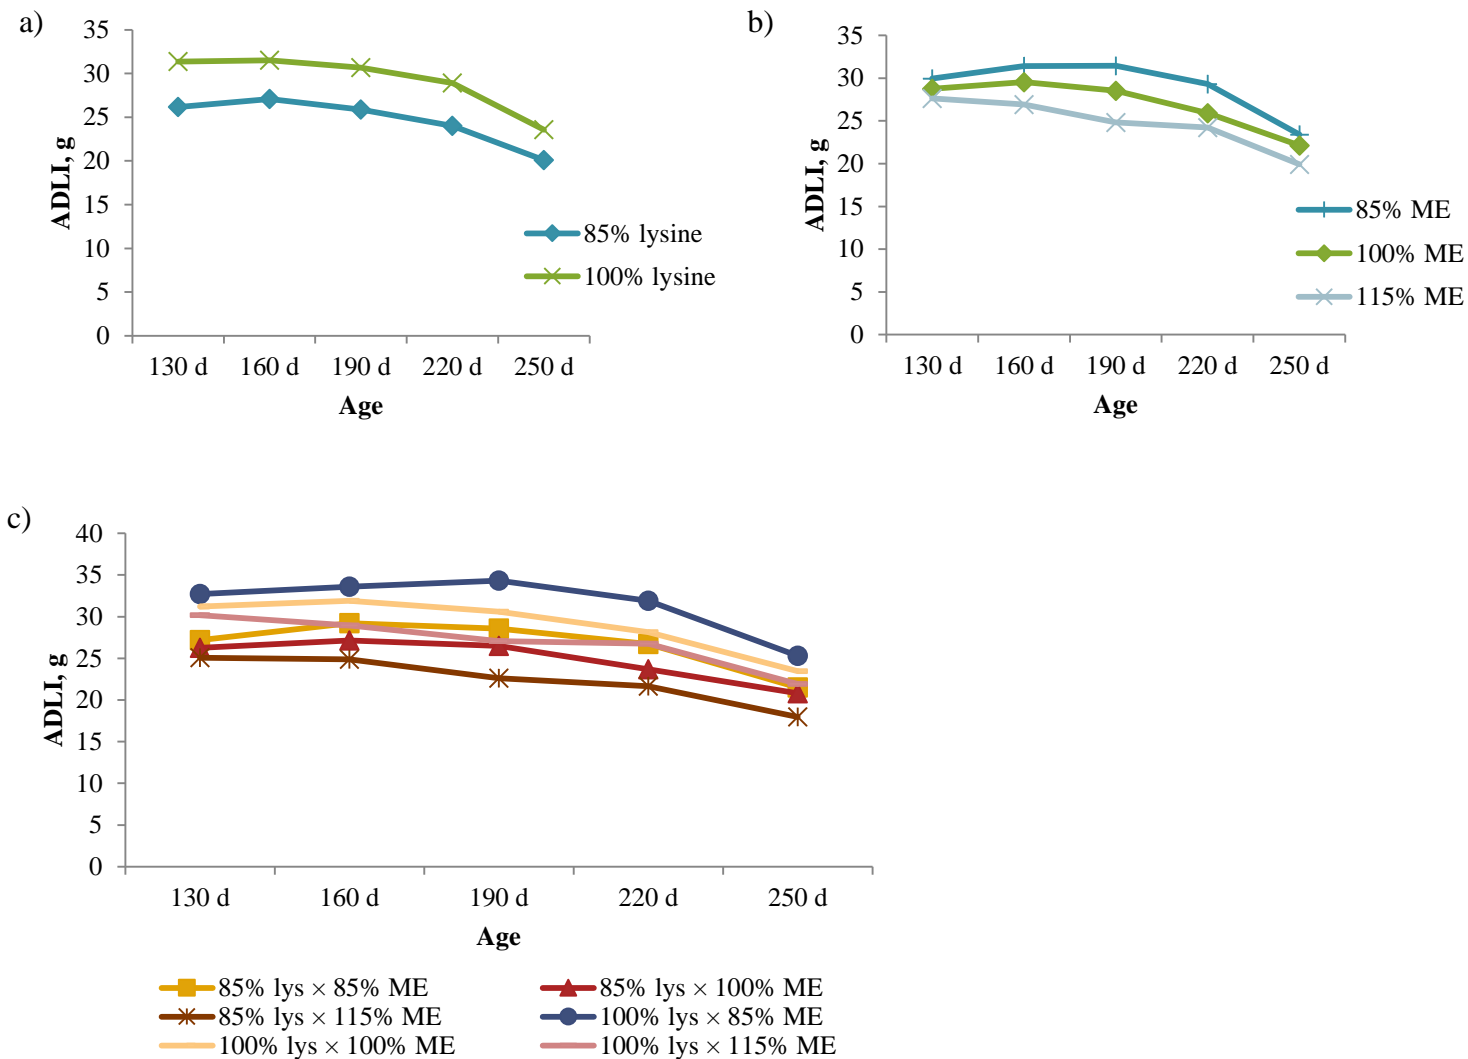 a)
35
30
25
20
15
10
5
0
ADLI, g
130 d 160 d 190 d 220 d 250 d
Age
85% lysine
100% lysine
b)
35
30
25
20
15
10
5
0
ADLI, g
130 d 160 d 190 d 220 d 250 d
Age
85% ME
100% ME
115% ME
c)
40
35
30
25
20
15
10
5
0
ADLI, g
130 d 160 d 190 d 220 d 250 d
Age
85% lys × 85% ME 85% lys × 100% ME
85% lys × 115% ME 100% lys × 85% ME
100% lys × 100% ME 100% lys × 115% ME